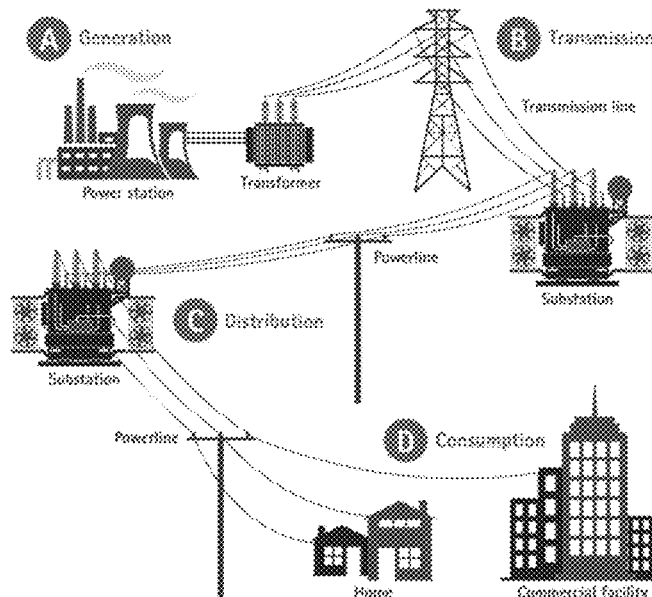 A Generation
B Transmission
Transmission line
Power station
Transformer
Powerline
Substation
C Distribution
Substation
Powerline
D Consumption
Home
Commercial facility